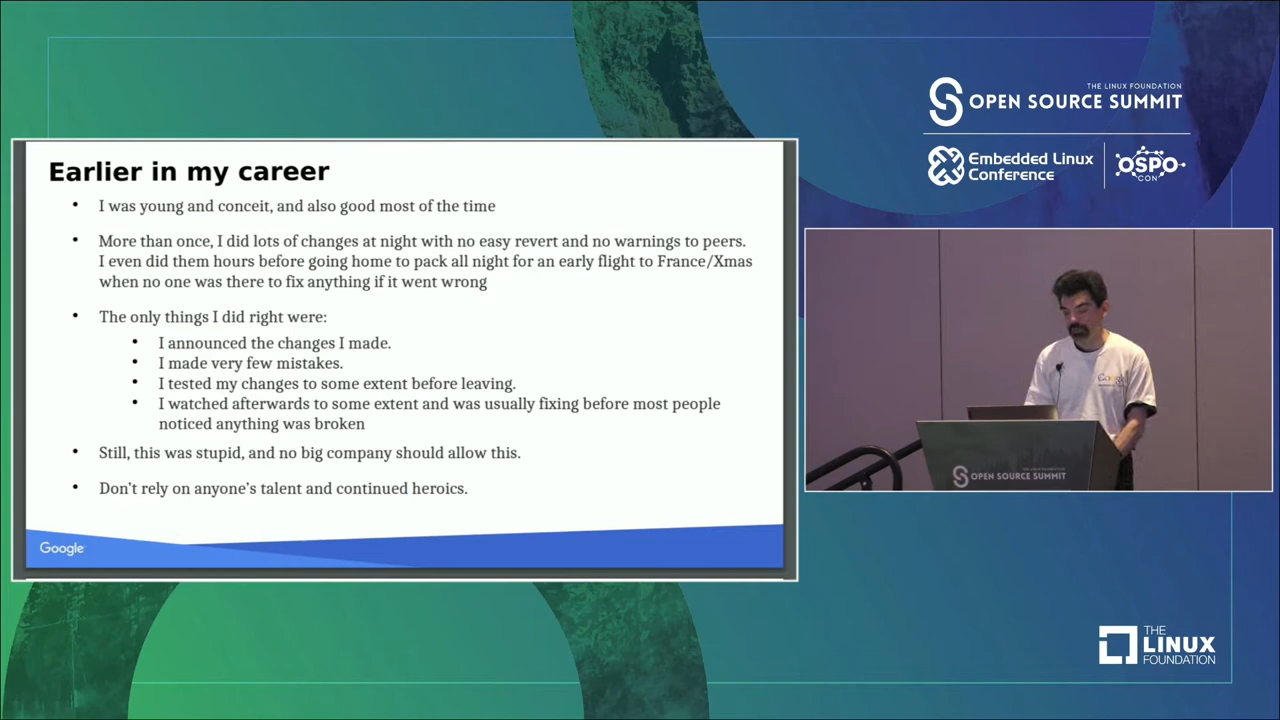 THE LINUX FOUNDATION
OPEN SOURCE SUMMIT
Embedded Linux
Conference
OSPO
CON
Earlier in my career
• I was young and conceit, and also good most of the time
• More than once, I did lots of changes at night with no easy revert and no warnings to peers.
I even did them hours before going home to pack all night for an early flight to France/Xmas
when no one was there to fix anything if it went wrong
• The only things I did right were:
• I announced the changes I made.
• I made very few mistakes.
• I tested my changes to some extent before leaving.
• I watched afterwards to some extent and was usually fixing before most people
noticed anything was broken
• Still, this was stupid, and no big company should allow this.
• Don’t rely on anyone’s talent and continued heroics.
Google
Google
OPEN SOURCE SUMMIT
THE
LINUX
FOUNDATION